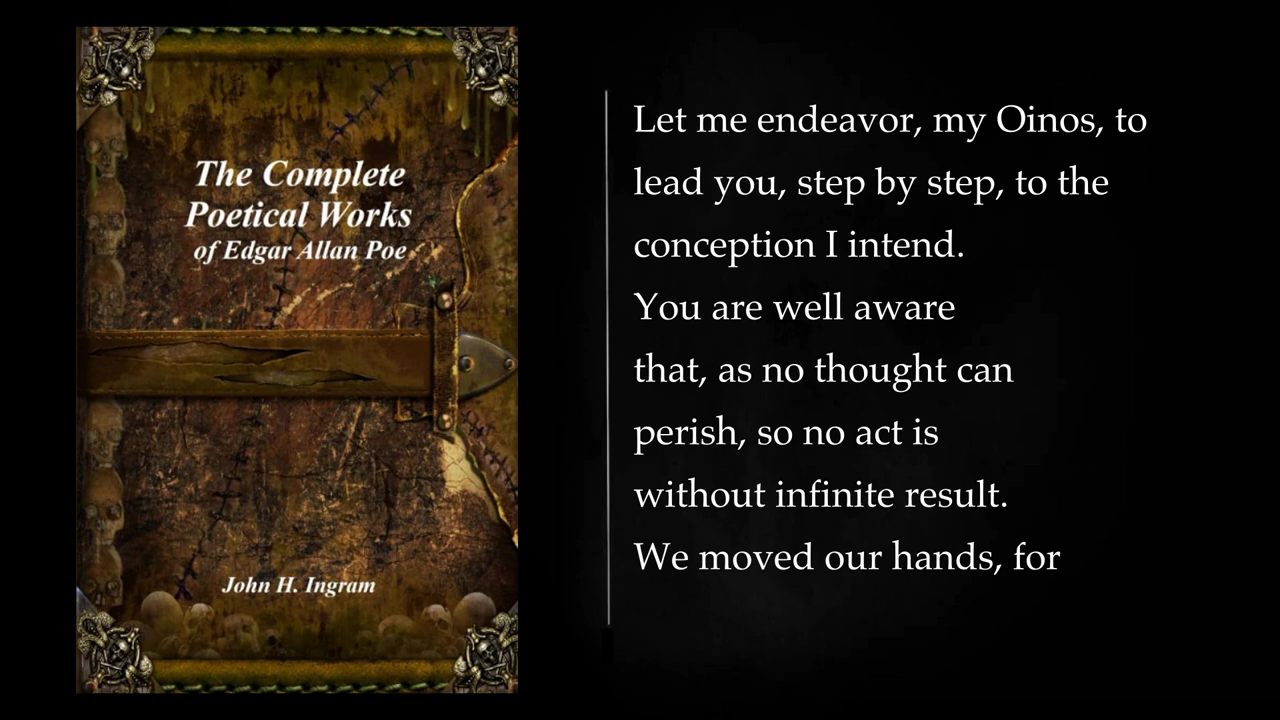 The Complete
Poetical Works
of Edgar Allan Poe
John H. Ingram
Let me endeavor, my Oinos, to
lead you, step by step, to the
conception I intend.
You are well aware
that, as no thought can
perish, so no act is
without infinite result.
We moved our hands, for